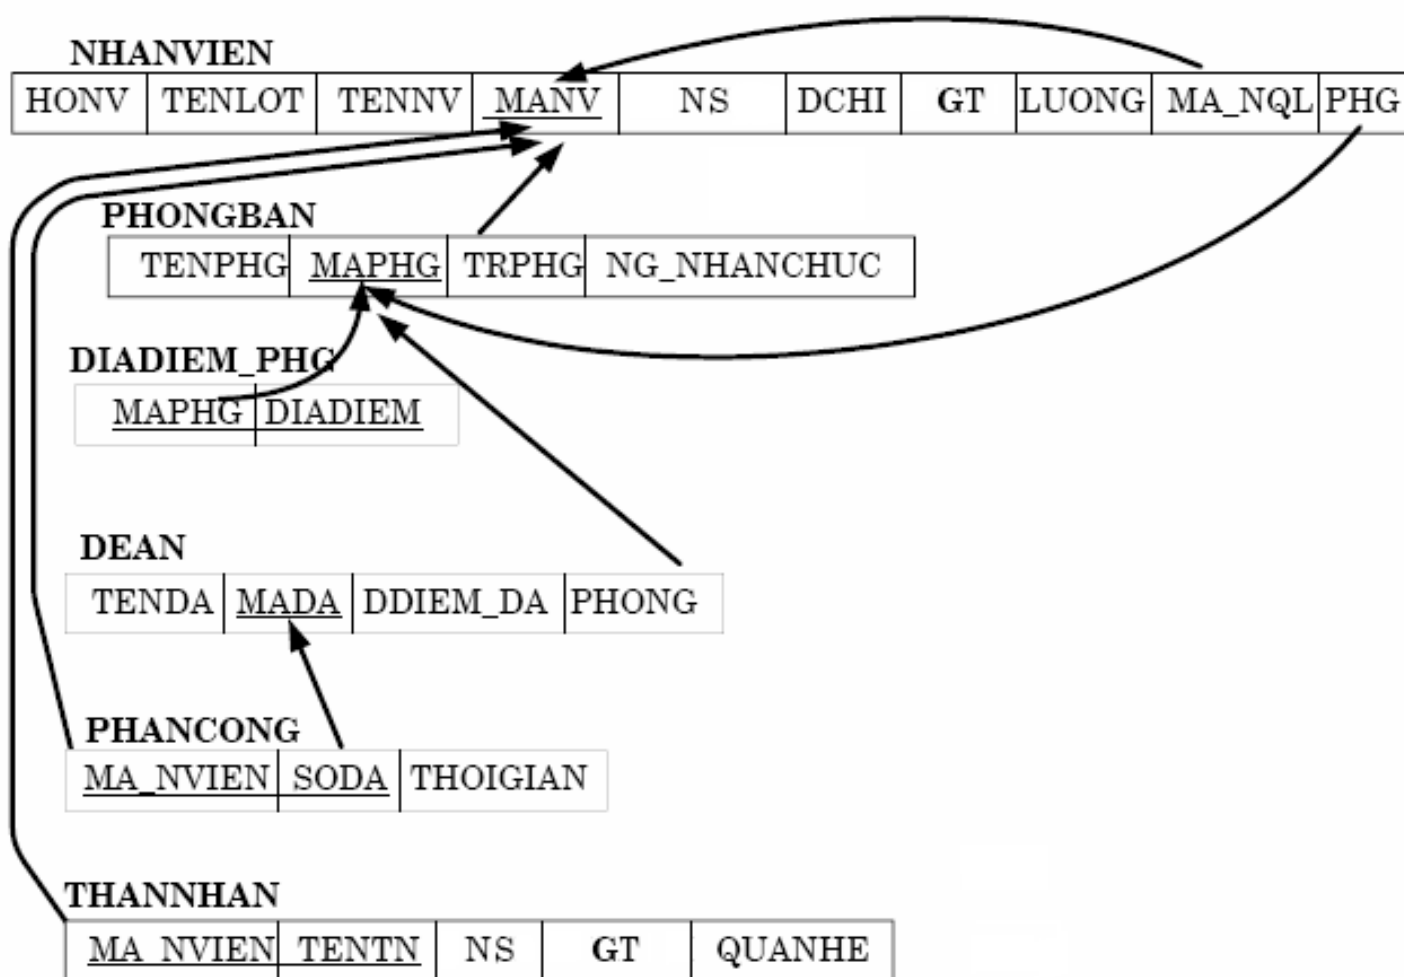 NHANVIEN
HONV TENLOT TENNV MANV NS DCHI GT LUONG MA_NQL PHG
PHONGBAN
TENPHG MAPHG TRPHG NG_NHANCHUC
DIADIEM_PHG
MAPHG DIADIEM
DEAN
TENDA MADA DDIEM_DA PHONG
PHANCONG
MA_NVIEN SODA THOIGIAN
THANNHAN
MA_NVIEN TENTN NS GT QUANHE